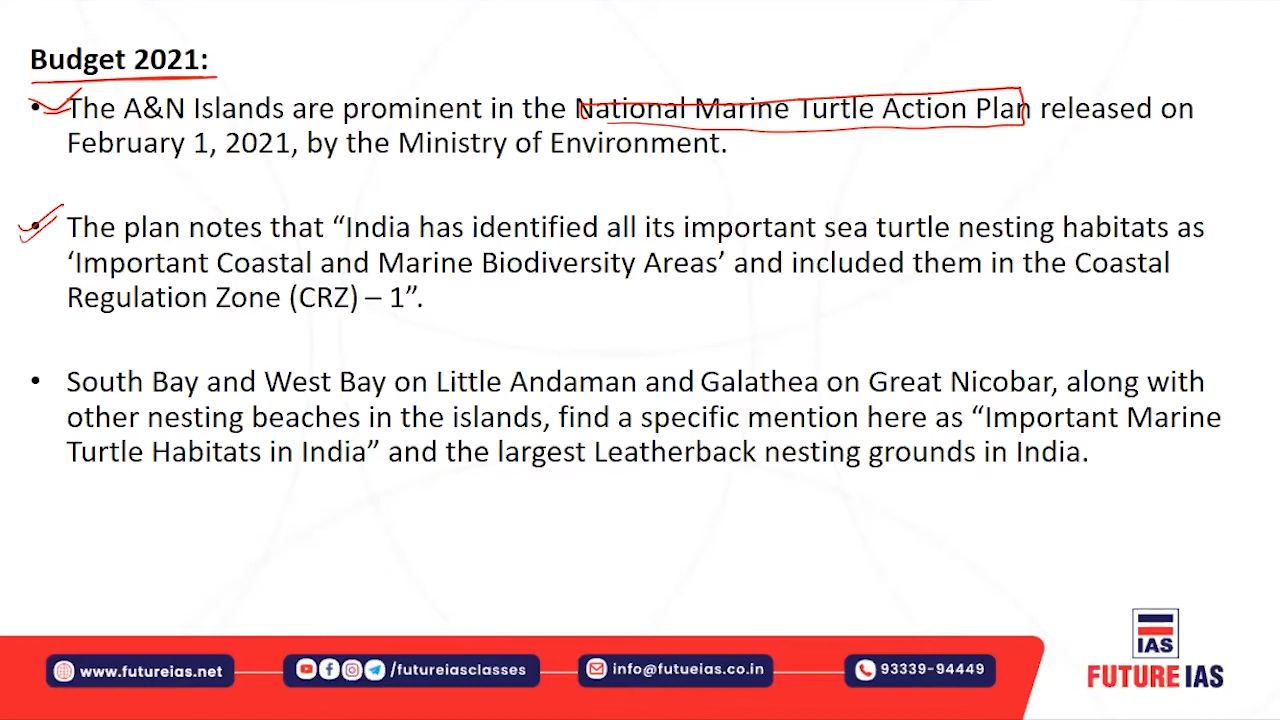 Budget 2021:
• The A&N Islands are prominent in the National Marine Turtle Action Plan released on
February 1, 2021, by the Ministry of Environment.
• The plan notes that “India has identified all its important sea turtle nesting habitats as
‘Important Coastal and Marine Biodiversity Areas’ and included them in the Coastal
Regulation Zone (CRZ) – 1”.
• South Bay and West Bay on Little Andaman and Galathea on Great Nicobar, along with
other nesting beaches in the islands, find a specific mention here as “Important Marine
Turtle Habitats in India” and the largest Leatherback nesting grounds in India.
www.futureias.net
/futureiasclasses
info@futueias.co.in
93339-94449
IAS
FUTURE IAS